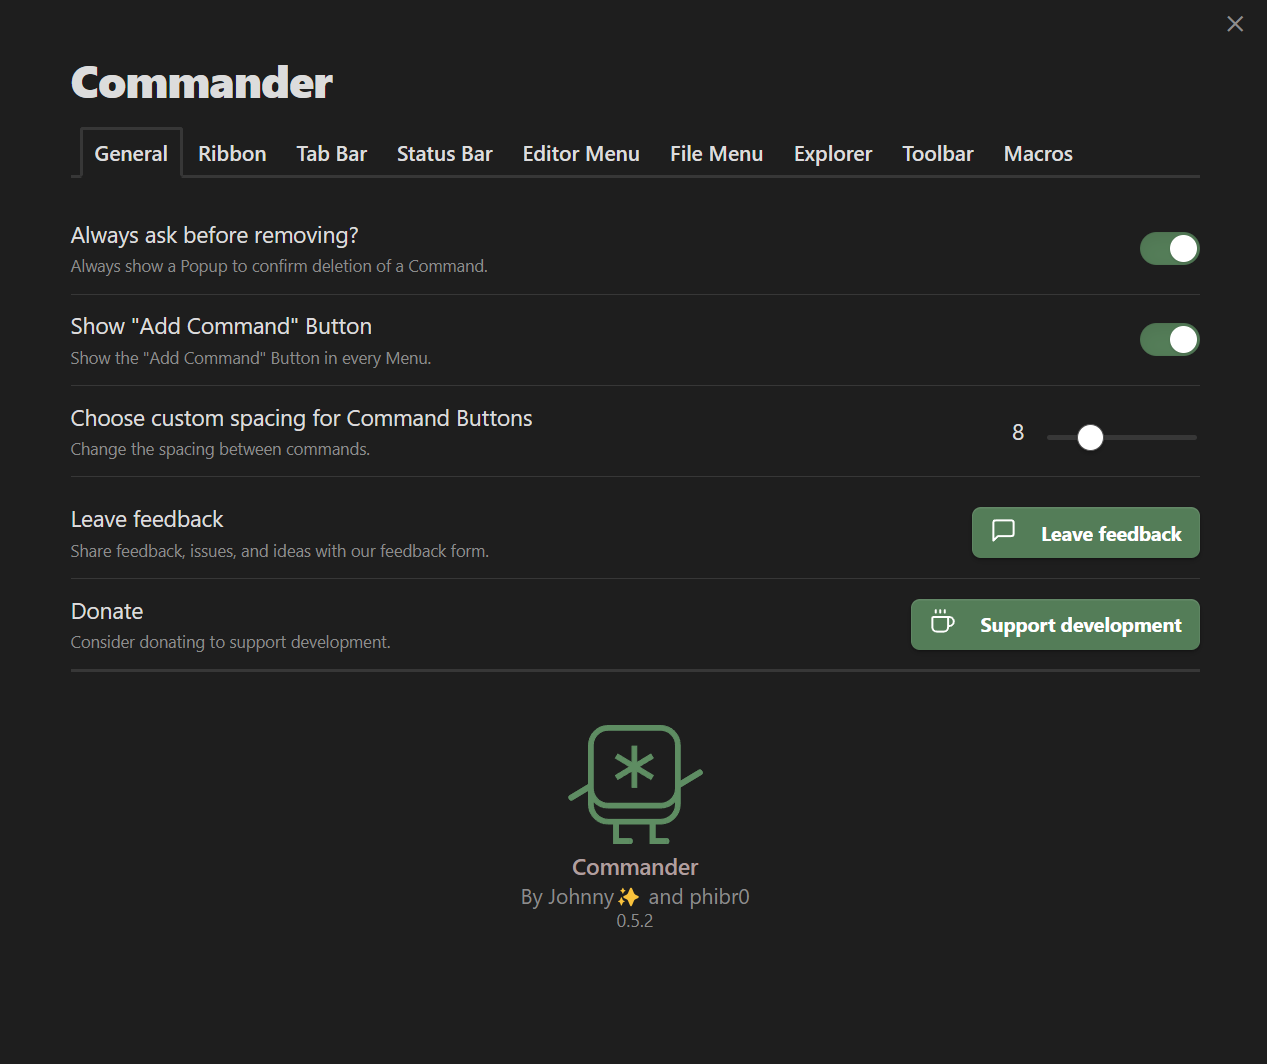 Commander
General Ribbon Tab Bar Status Bar Editor Menu File Menu Explorer Toolbar Macros
Always ask before removing?
Always show a Popup to confirm deletion of a Command.
Show "Add Command" Button
Show the "Add Command" Button in every Menu.
Choose custom spacing for Command Buttons
8
Change the spacing between commands.
Leave feedback
Share feedback, issues, and ideas with our feedback form.
Leave feedback
Donate
Consider donating to support development.
Support development
Commander
By Johnny✨ and phibr0
0.5.2